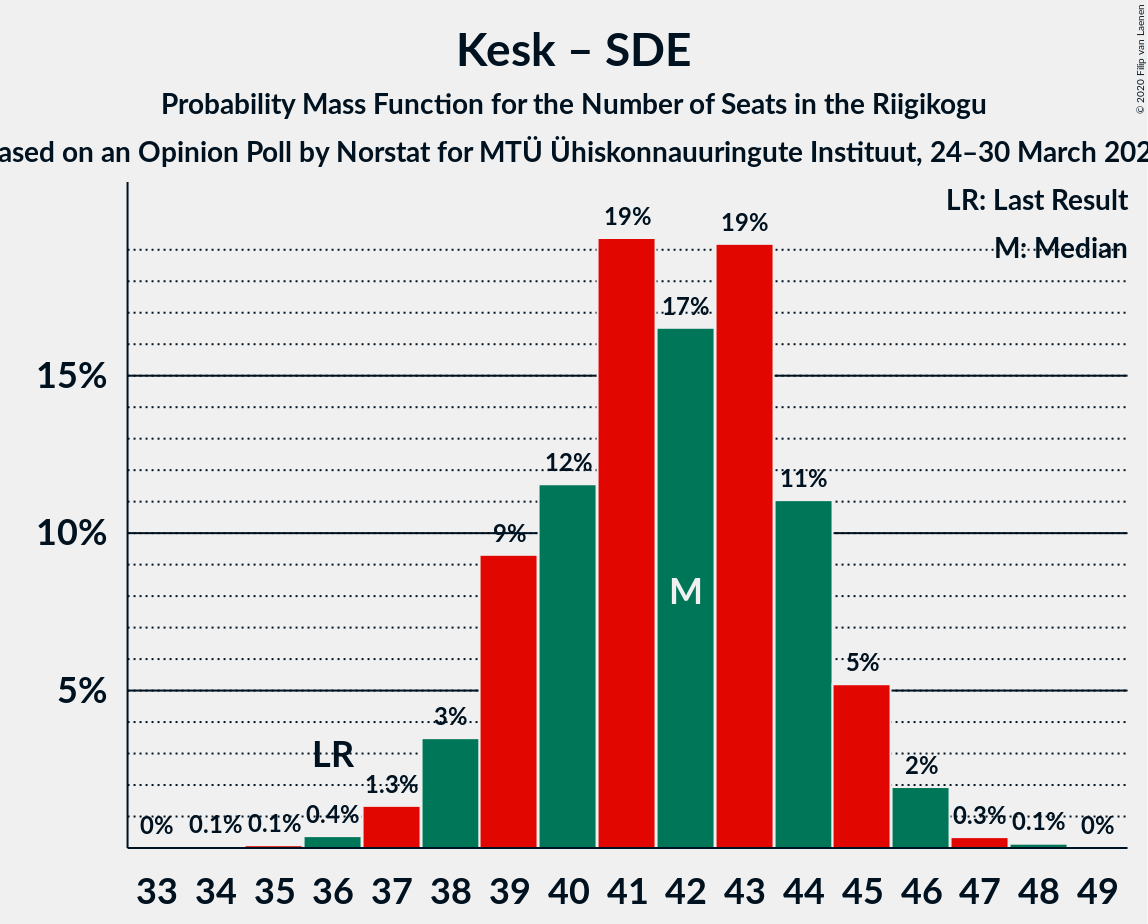 Kesk – SDE
Probability Mass Function for the Number of Seats in the Riigikogu
ased on an Opinion Poll by Norstat for MTÜ Ühiskonnauuringute Instituut, 24–30 March 202
© 2020 Filip van Laenen
LR: Last Result
M: Median
15%
10%
5%
0%
0.1%
0.1%
0.4%
1.3%
3%
9%
12%
19%
17%
19%
11%
5%
2%
0.3%
0.1%
0%
LR
M
33 34 35 36 37 38 39 40 41 42 43 44 45 46 47 48 49